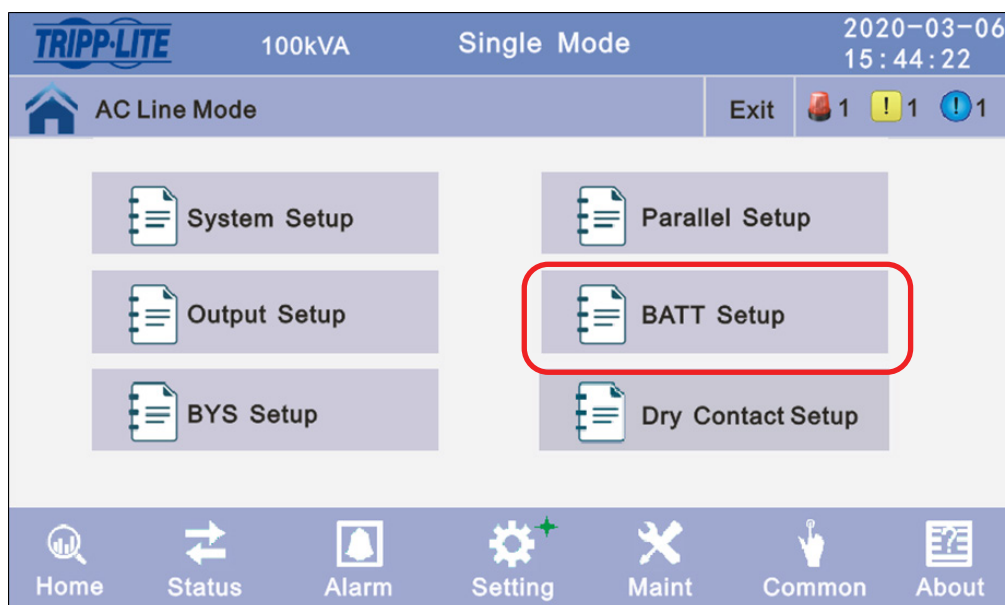 TRIPP·LITE 100kVA Single Mode 2020-03-06
15:44:22
AC Line Mode Exit 1 ! 1 ! 1
System Setup Parallel Setup
Output Setup BATT Setup
BYS Setup Dry Contact Setup
Home Status Alarm Setting Maint Common About